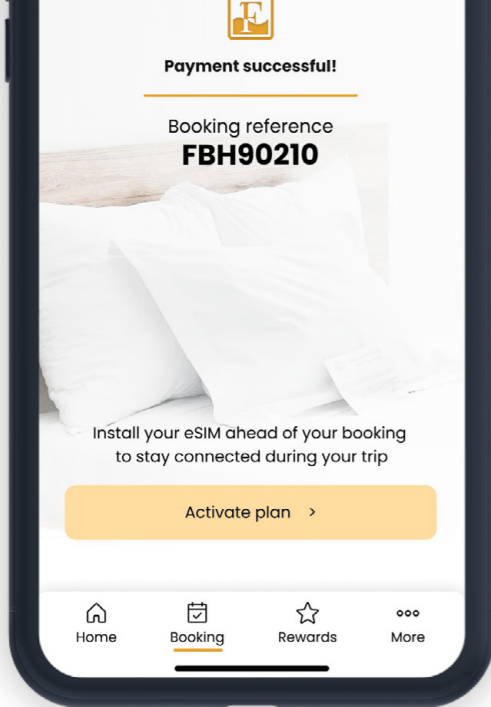 F
Payment successful!
Booking reference
FBH90210
Install your eSIM ahead of your booking
to stay connected during your trip
Activate plan >
Home Booking Rewards More